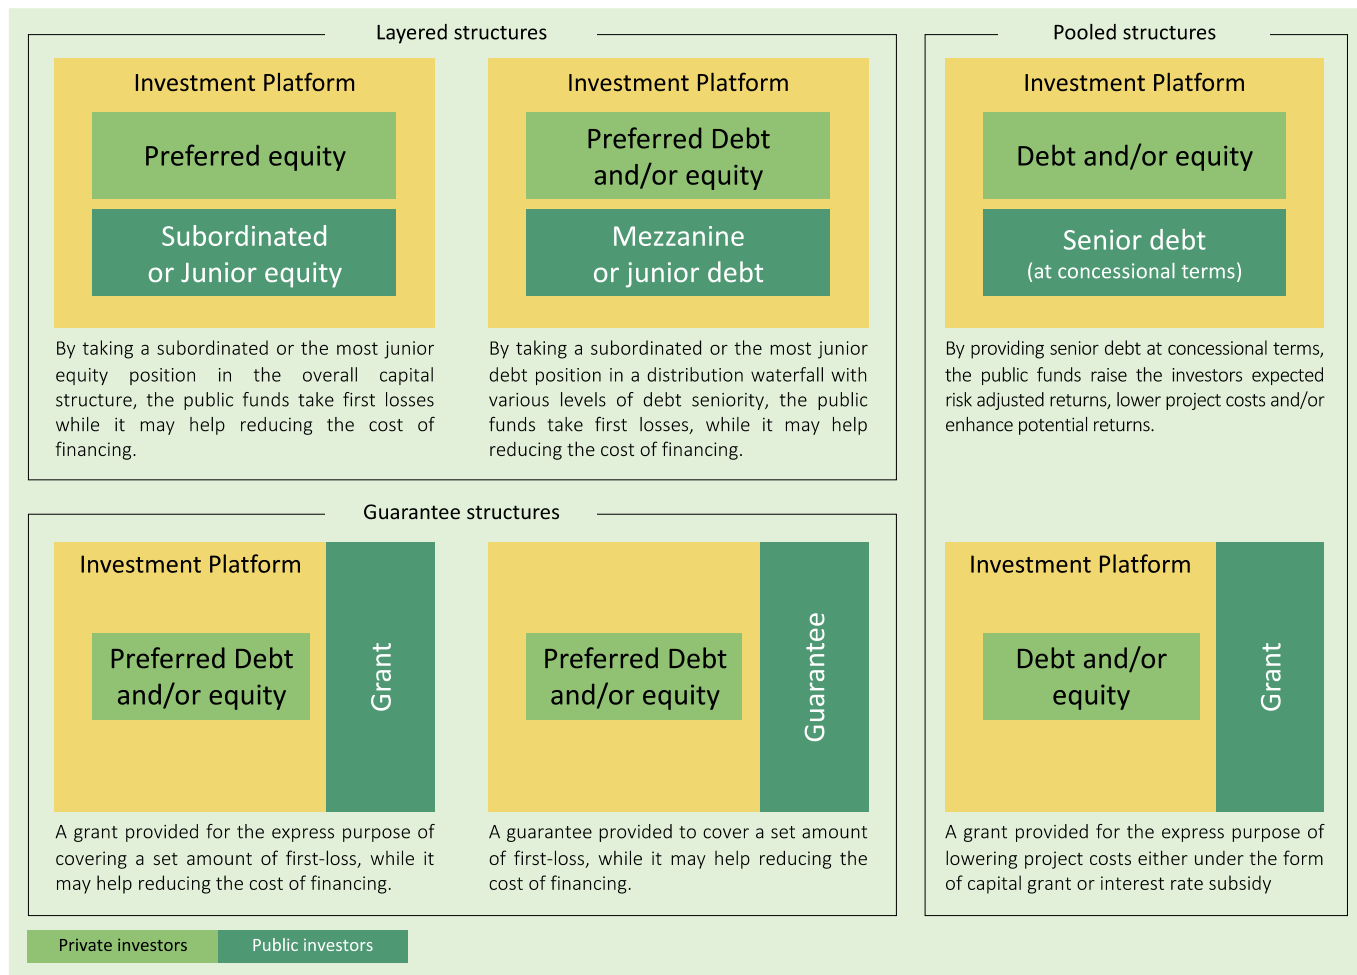 Layered structures
Investment Platform
Preferred equity
Subordinated
or Junior equity
By taking a subordinated or the most junior
equity position in the overall capital
structure, the public funds take first losses
while it may help reducing the cost of
financing.
Investment Platform
Preferred Debt
and/or equity
Mezzanine
or junior debt
By taking a subordinated or the most junior
debt position in a distribution waterfall with
various levels of debt seniority, the public
funds take first losses, while it may help
reducing the cost of financing.
Pooled structures
Investment Platform
Debt and/or equity
Senior debt
(at concessional terms)
By providing senior debt at concessional terms,
the public funds raise the investors expected
risk adjusted returns, lower project costs and/or
enhance potential returns.
Guarantee structures
Investment Platform
Preferred Debt
and/or equity
Grant
A grant provided for the express purpose of
covering a set amount of first-loss, while it
may help reducing the cost of financing.
Preferred Debt
and/or equity
Guarantee
A guarantee provided to cover a set amount
of first-loss, while it may help reducing the
cost of financing.
Investment Platform
Debt and/or
equity
Grant
A grant provided for the express purpose of
lowering project costs either under the form
of capital grant or interest rate subsidy
Private investors
Public investors